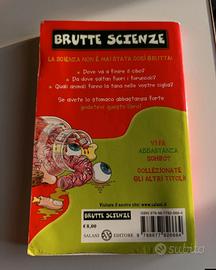 BRUTTE SCIENZE
LA SCIENZA NON È MAI STATA COSÌ BRUTTA!
• Dove va a finire il cibo?
• Da dove saltan fuori i foruncoli?
• Quali animali fanno la tana nelle vostre ciglia?
Se avete lo stomaco abbastanza forte
godetevi questo libro!
VI FA
ABBASTANZA
SCHIFO?
COLLEZIONATE
GLI ALTRI TITOLI!
Visitate il nostro sito: www.salani.it
BRUTTE SCIENZE
€ 8,00
SALANI EDITORE
Subito